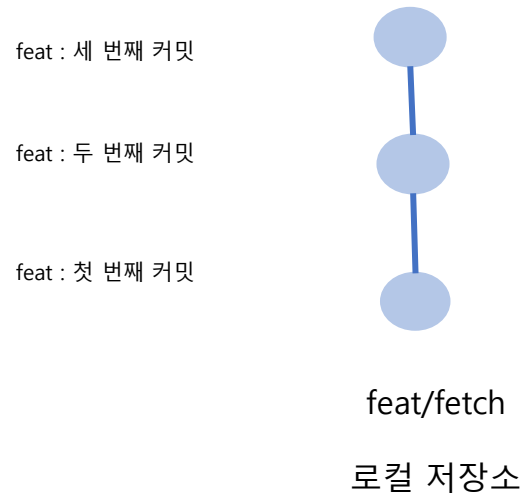 feat : 세 번째 커밋
feat : 두 번째 커밋
feat : 첫 번째 커밋
feat/fetch
로컬 저장소